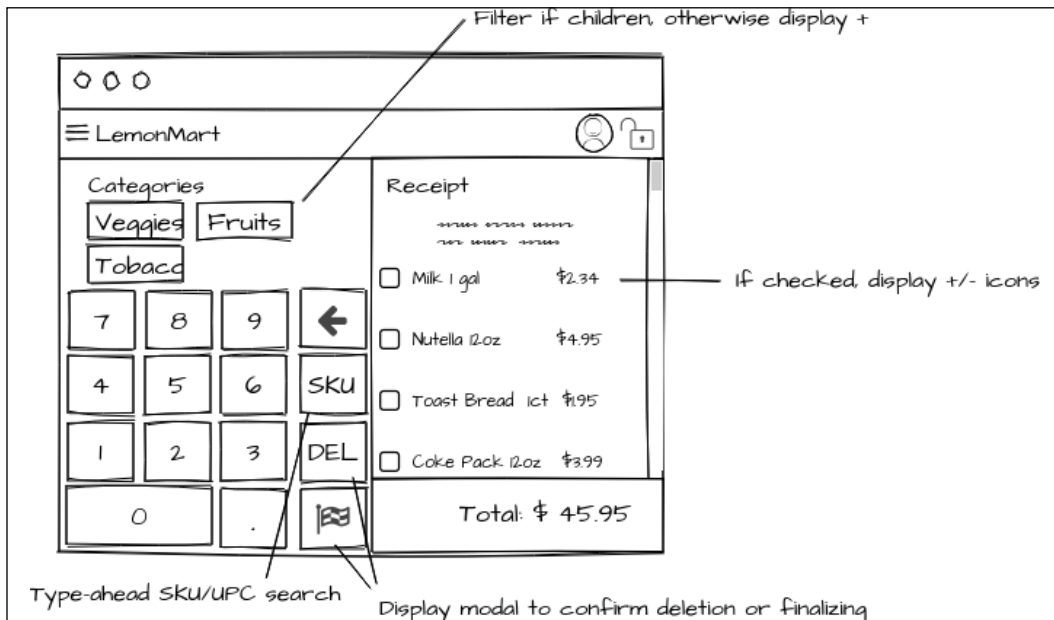 Filter if children, otherwise display +
LemonMart
Categories
Veggies
Fruits
Tobacc
7
8
9
4
5
6
SKU
1
2
3
DEL
0
.
Receipt
Milk 1 gal $2.34
Nutella 12oz $4.95
Toast Bread 1ct $1.95
Coke Pack 12oz $3.99
Total: $ 45.95
If checked, display +/- icons
Type-ahead SKU/UPC search
Display modal to confirm deletion or finalizing